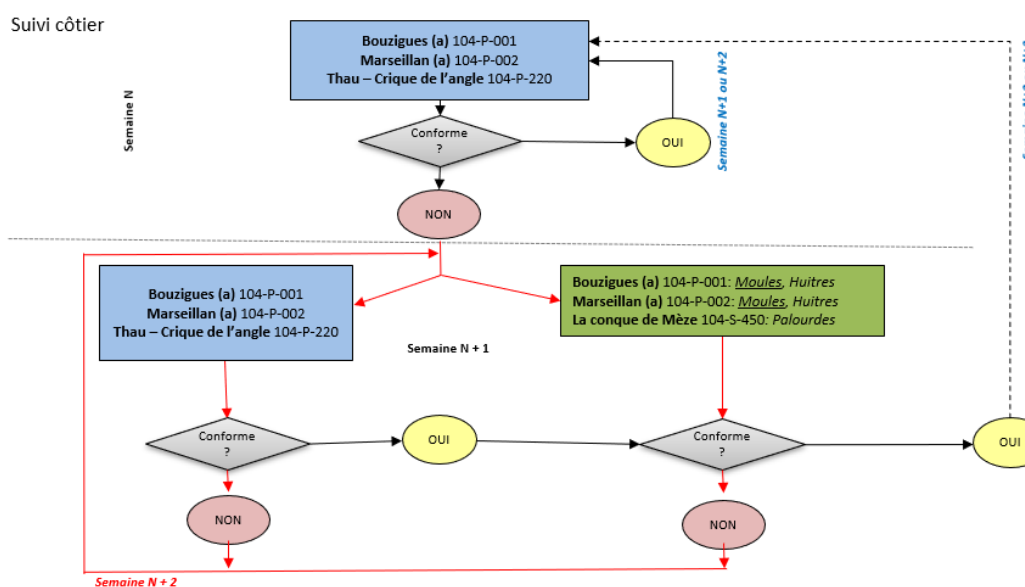 Suivi côtier
Bouzigues (a) 104-P-001
Marseillan (a) 104-P-002
Thau – Crique de l'angle 104-P-220
Semaine N
Conforme
?
OUI
Semaine N+1 ou N+2
NON
Bouzigues (a) 104-P-001
Marseillan (a) 104-P-002
Thau – Crique de l'angle 104-P-220
Bouzigues (a) 104-P-001: Moules, Huitres
Marseillan (a) 104-P-002: Moules, Huitres
La conque de Mèze 104-S-450: Palourdes
Semaine N + 1
Conforme
?
OUI
Conforme
?
OUI
NON
NON
Semaine N + 2